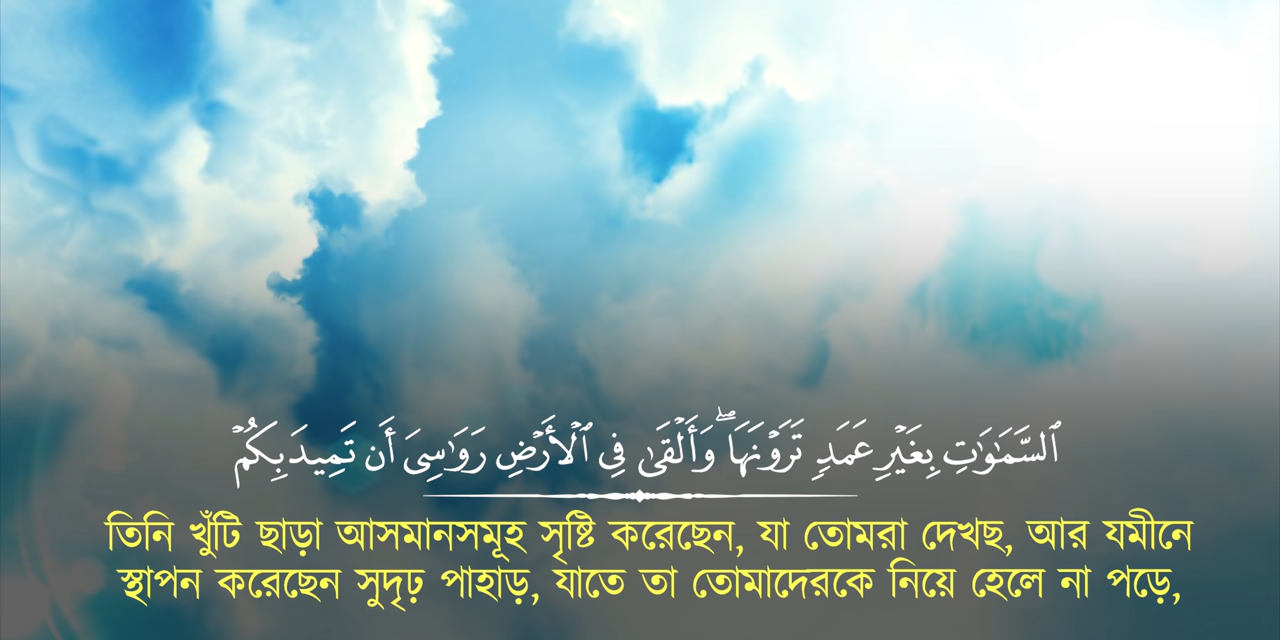 ٱلسَّمَٰوَٰتِ بِغَيْرِ عَمَدٍ تَرَوْنَهَا ۖ وَأَلْقَىٰ فِى ٱلْأَرْضِ رَوَٰسِىَ أَن تَمِيدَ بِكُمْ
তিনি খুঁটি ছাড়া আসমানসমূহ সৃষ্টি করেছেন, যা তোমরা দেখছ, আর যমীনে
স্থাপন করেছেন সুদৃঢ় পাহাড়, যাতে তা তোমাদেরকে নিয়ে হেলে না পড়ে,